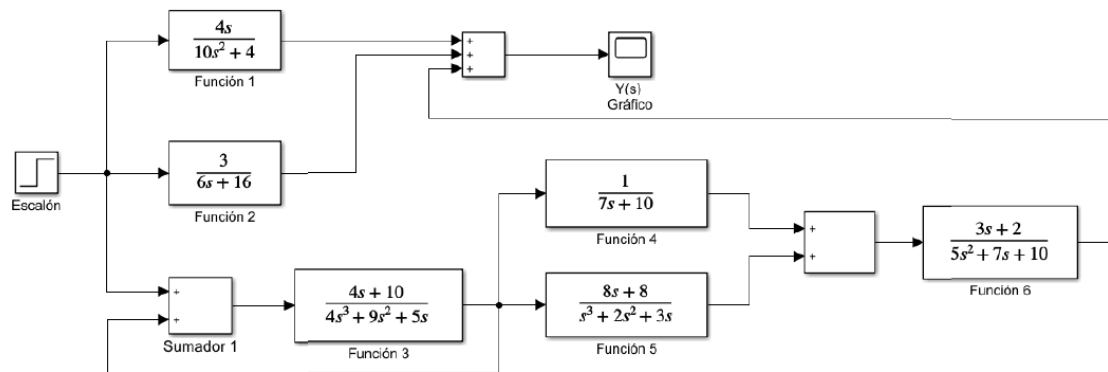 4s
10s² + 4
Función 1
+
+
+
Y(s)
Gráfico
Escalón
3
6s + 16
Función 2
1
7s + 10
Función 4
+
+
3s + 2
5s² + 7s + 10
Función 6
+
+
Sumador 1
4s + 10
4s³ + 9s² + 5s
Función 3
8s + 8
s³ + 2s² + 3s
Función 5